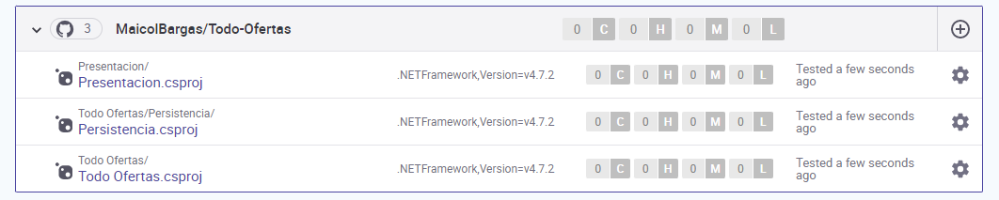 3 MaicolBargas/Todo-Ofertas 0 C 0 H 0 M 0 L
Presentacion/
Presentacion.csproj
.NETFramework,Version=v4.7.2 0 C 0 H 0 M 0 L
Tested a few seconds
ago
Todo Ofertas/Persistencia/
Persistencia.csproj
.NETFramework,Version=v4.7.2 0 C 0 H 0 M 0 L
Tested a few seconds
ago
Todo Ofertas/
Todo Ofertas.csproj
.NETFramework,Version=v4.7.2 0 C 0 H 0 M 0 L
Tested a few seconds
ago